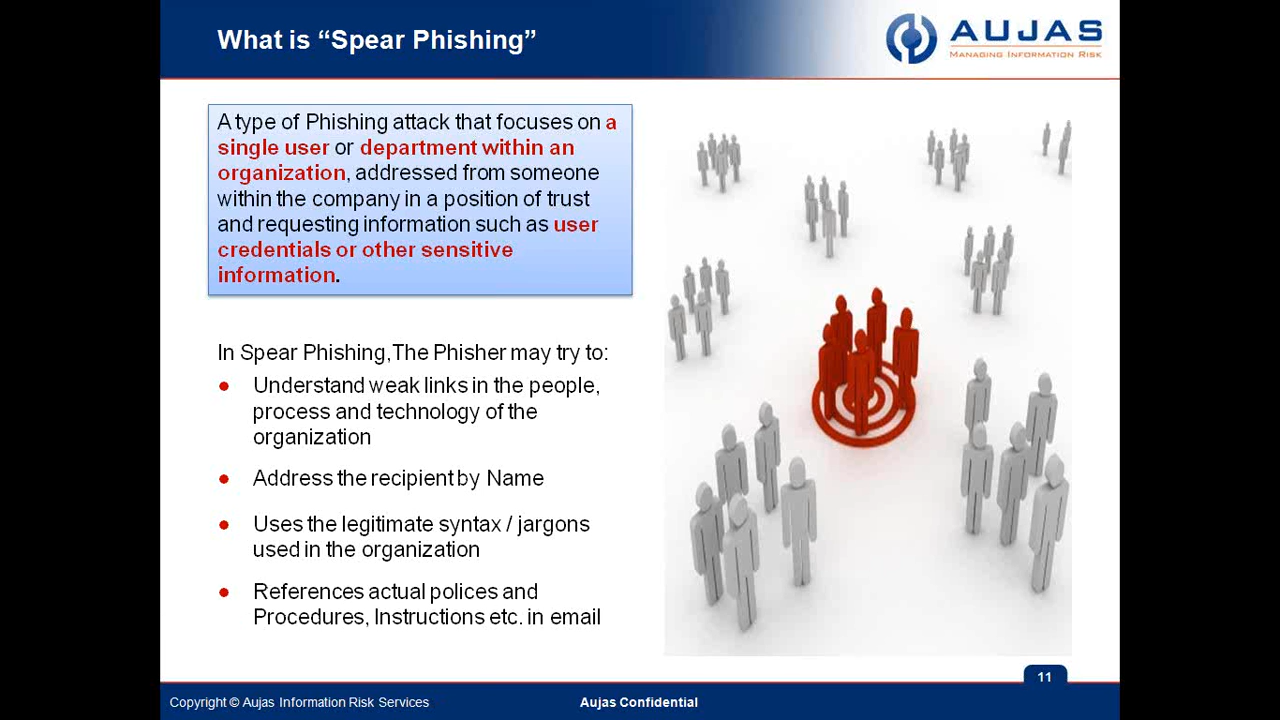 What is “Spear Phishing”
AUJAS
MANAGING INFORMATION RISK
A type of Phishing attack that focuses on a
single user or department within an
organization, addressed from someone
within the company in a position of trust
and requesting information such as user
credentials or other sensitive
information.
In Spear Phishing,The Phisher may try to:
● Understand weak links in the people,
process and technology of the
organization
● Address the recipient by Name
● Uses the legitimate syntax / jargons
used in the organization
● References actual polices and
Procedures, Instructions etc. in email
11
Copyright © Aujas Information Risk Services
Aujas Confidential